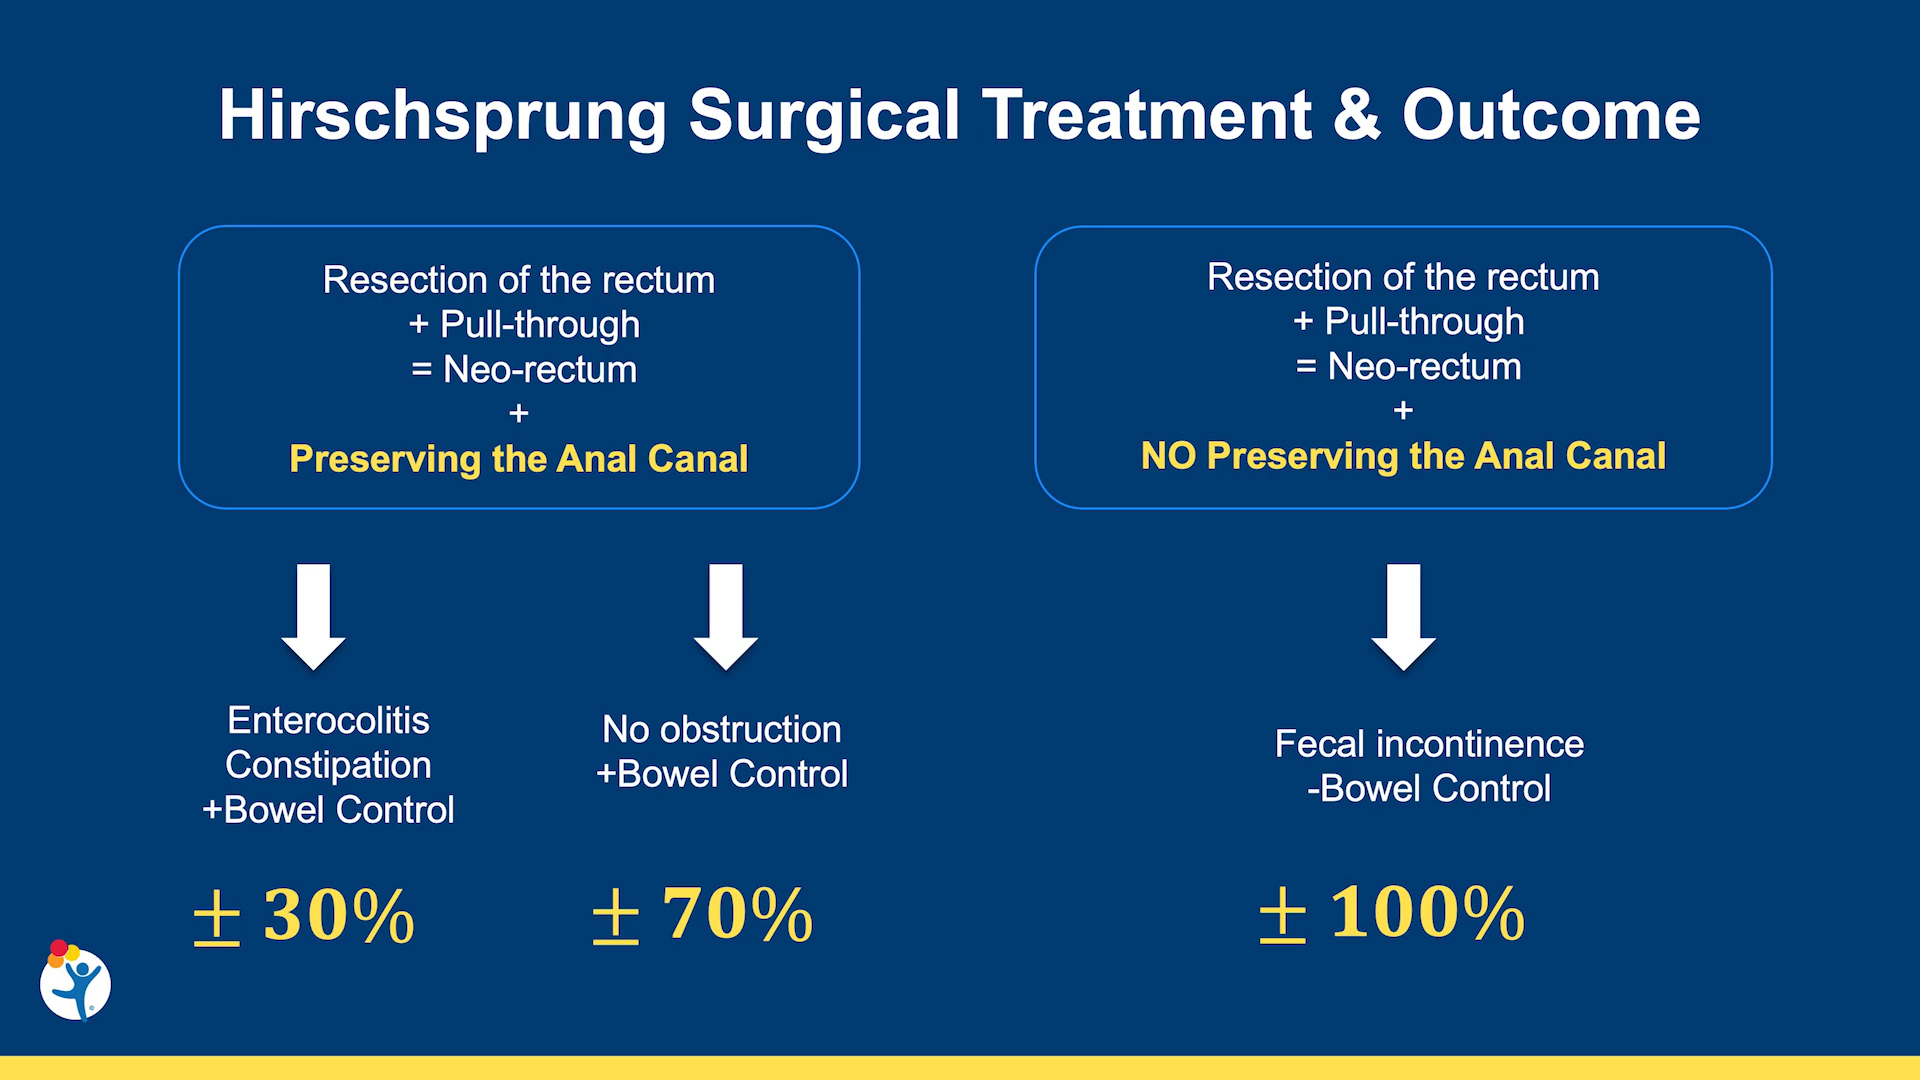 Hirschsprung Surgical Treatment & Outcome
Resection of the rectum
+ Pull-through
= Neo-rectum
+
Preserving the Anal Canal
Resection of the rectum
+ Pull-through
= Neo-rectum
+
NO Preserving the Anal Canal
Enterocolitis
Constipation
+Bowel Control
± 30%
No obstruction
+Bowel Control
± 70%
Fecal incontinence
-Bowel Control
± 100%